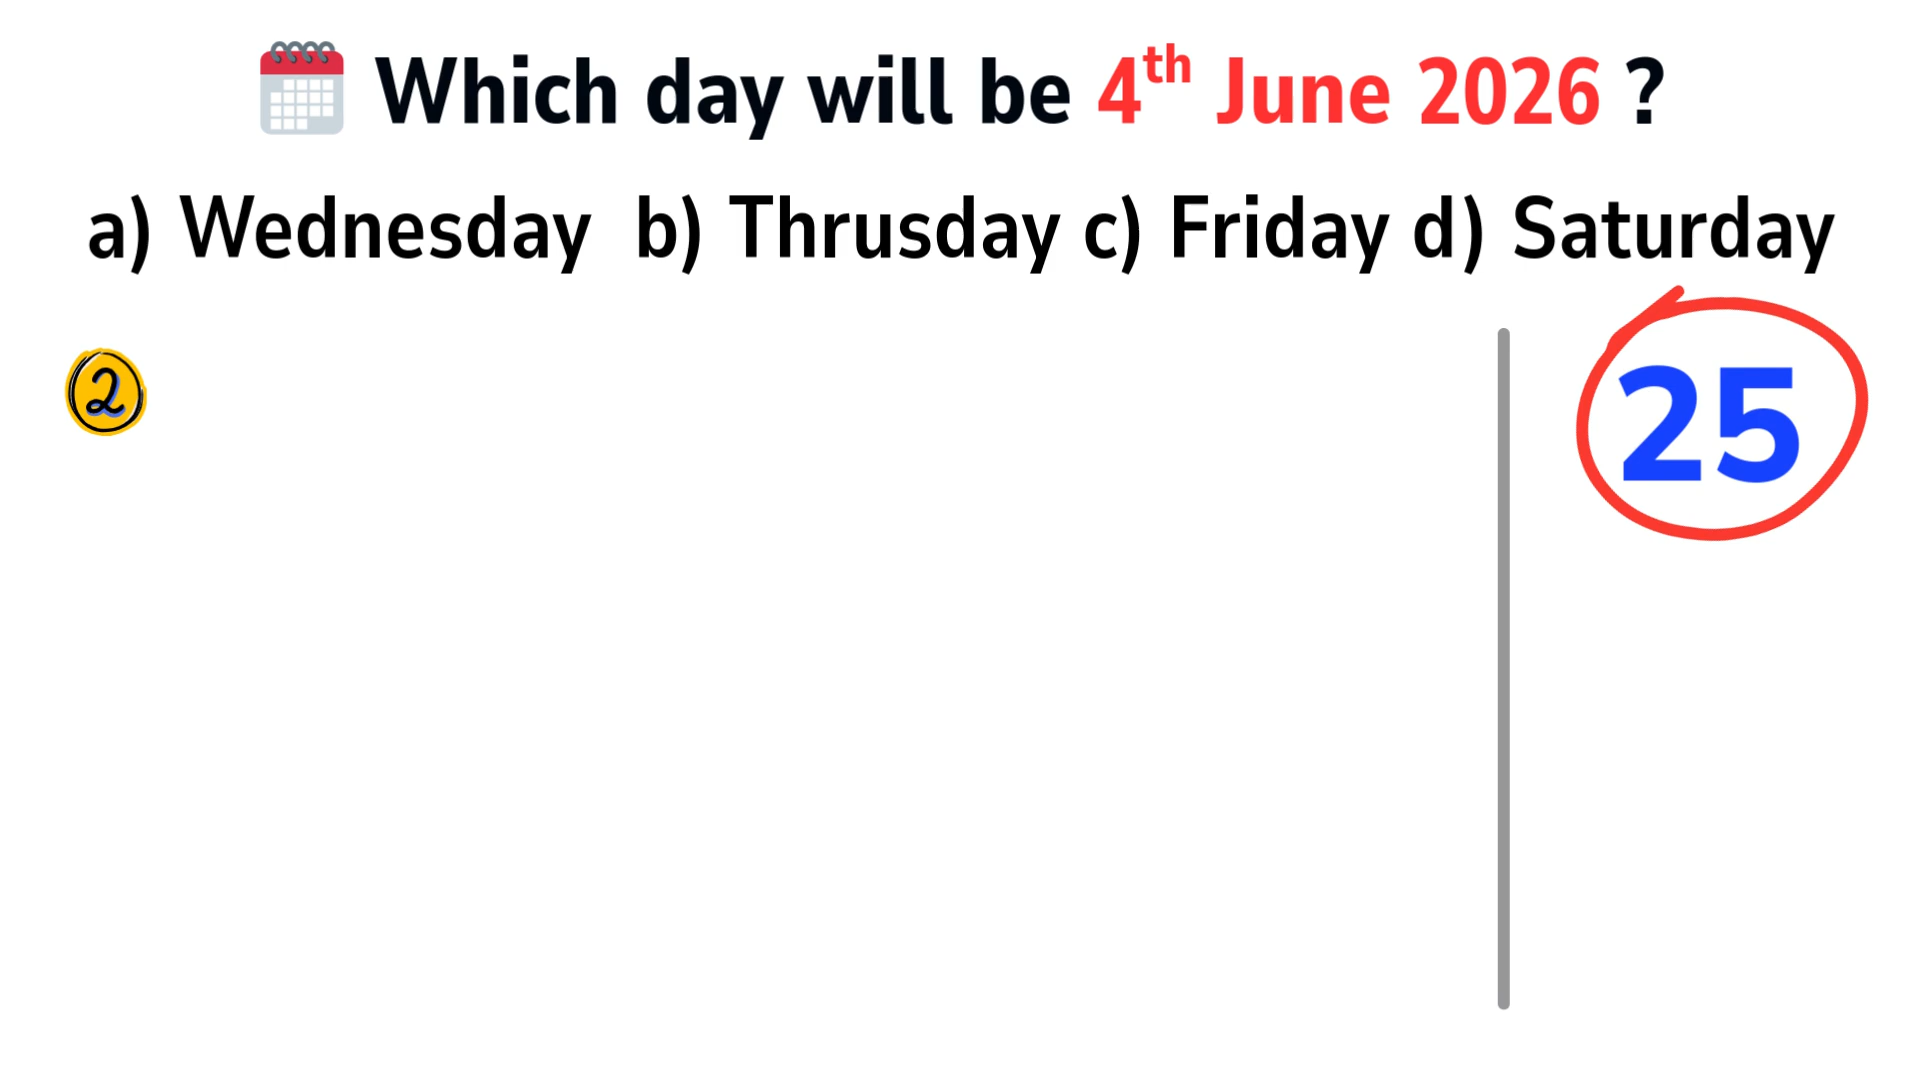 Which day will be 4th June 2026 ?
a) Wednesday b) Thrusday c) Friday d) Saturday
2
25